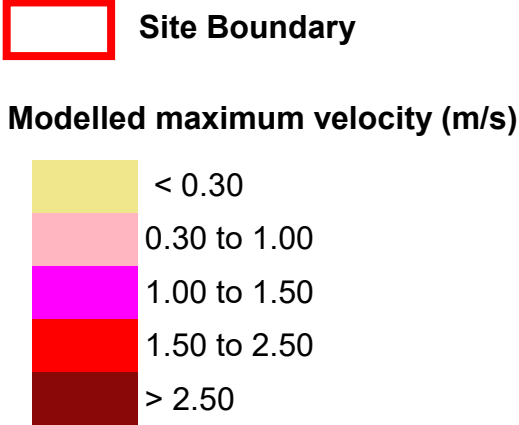 Site Boundary
Modelled maximum velocity (m/s)
< 0.30
0.30 to 1.00
1.00 to 1.50
1.50 to 2.50
> 2.50